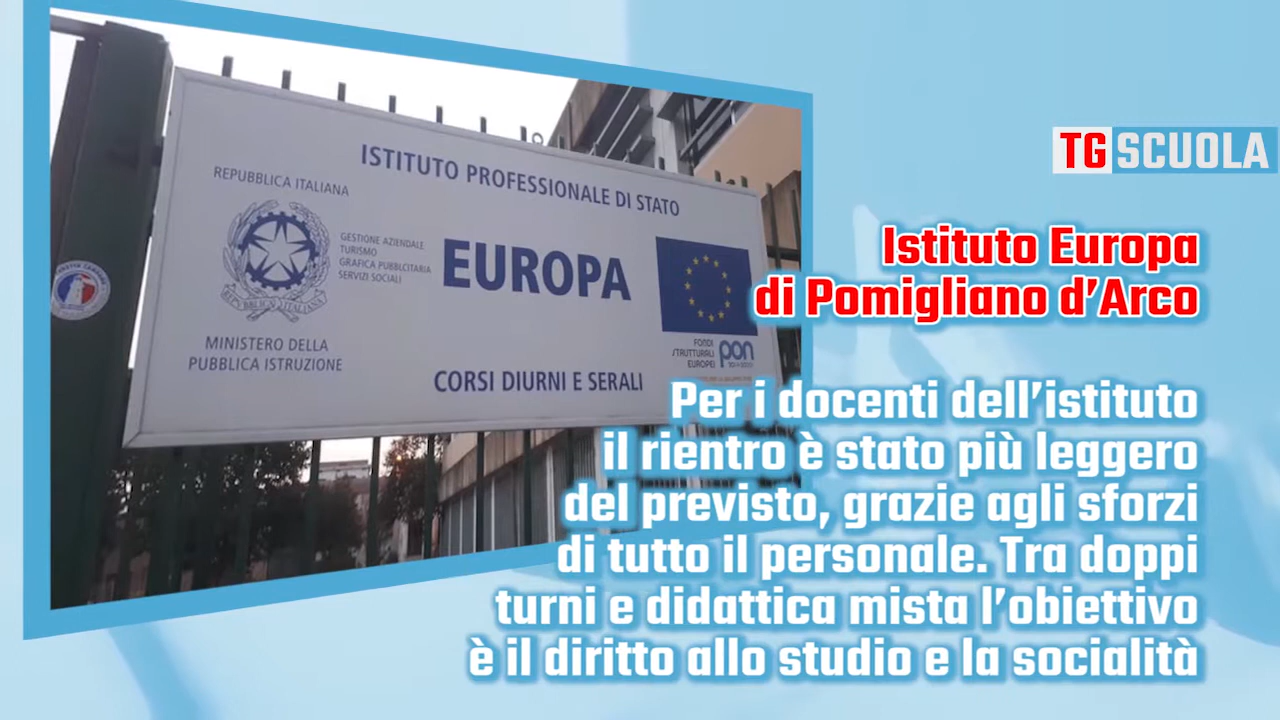 ISTITUTO PROFESSIONALE DI STATO
REPUBBLICA ITALIANA
GESTIONE AZIENDALE
TURISMO
GRAFICA PUBBLCITARIA
SERVIZI SOCIALI
EUROPA
MINISTERO DELLA
PUBBLICA ISTRUZIONE
FONDI
STRUTTURALI
EUROPEI
pon
CORSI DIURNI E SERALI
TG SCUOLA
Istituto Europa
di Pomigliano d'Arco
Per i docenti dell'istituto
il rientro è stato più leggero
del previsto, grazie agli sforzi
di tutto il personale. Tra doppi
turni e didattica mista l'obiettivo
è il diritto allo studio e la socialità